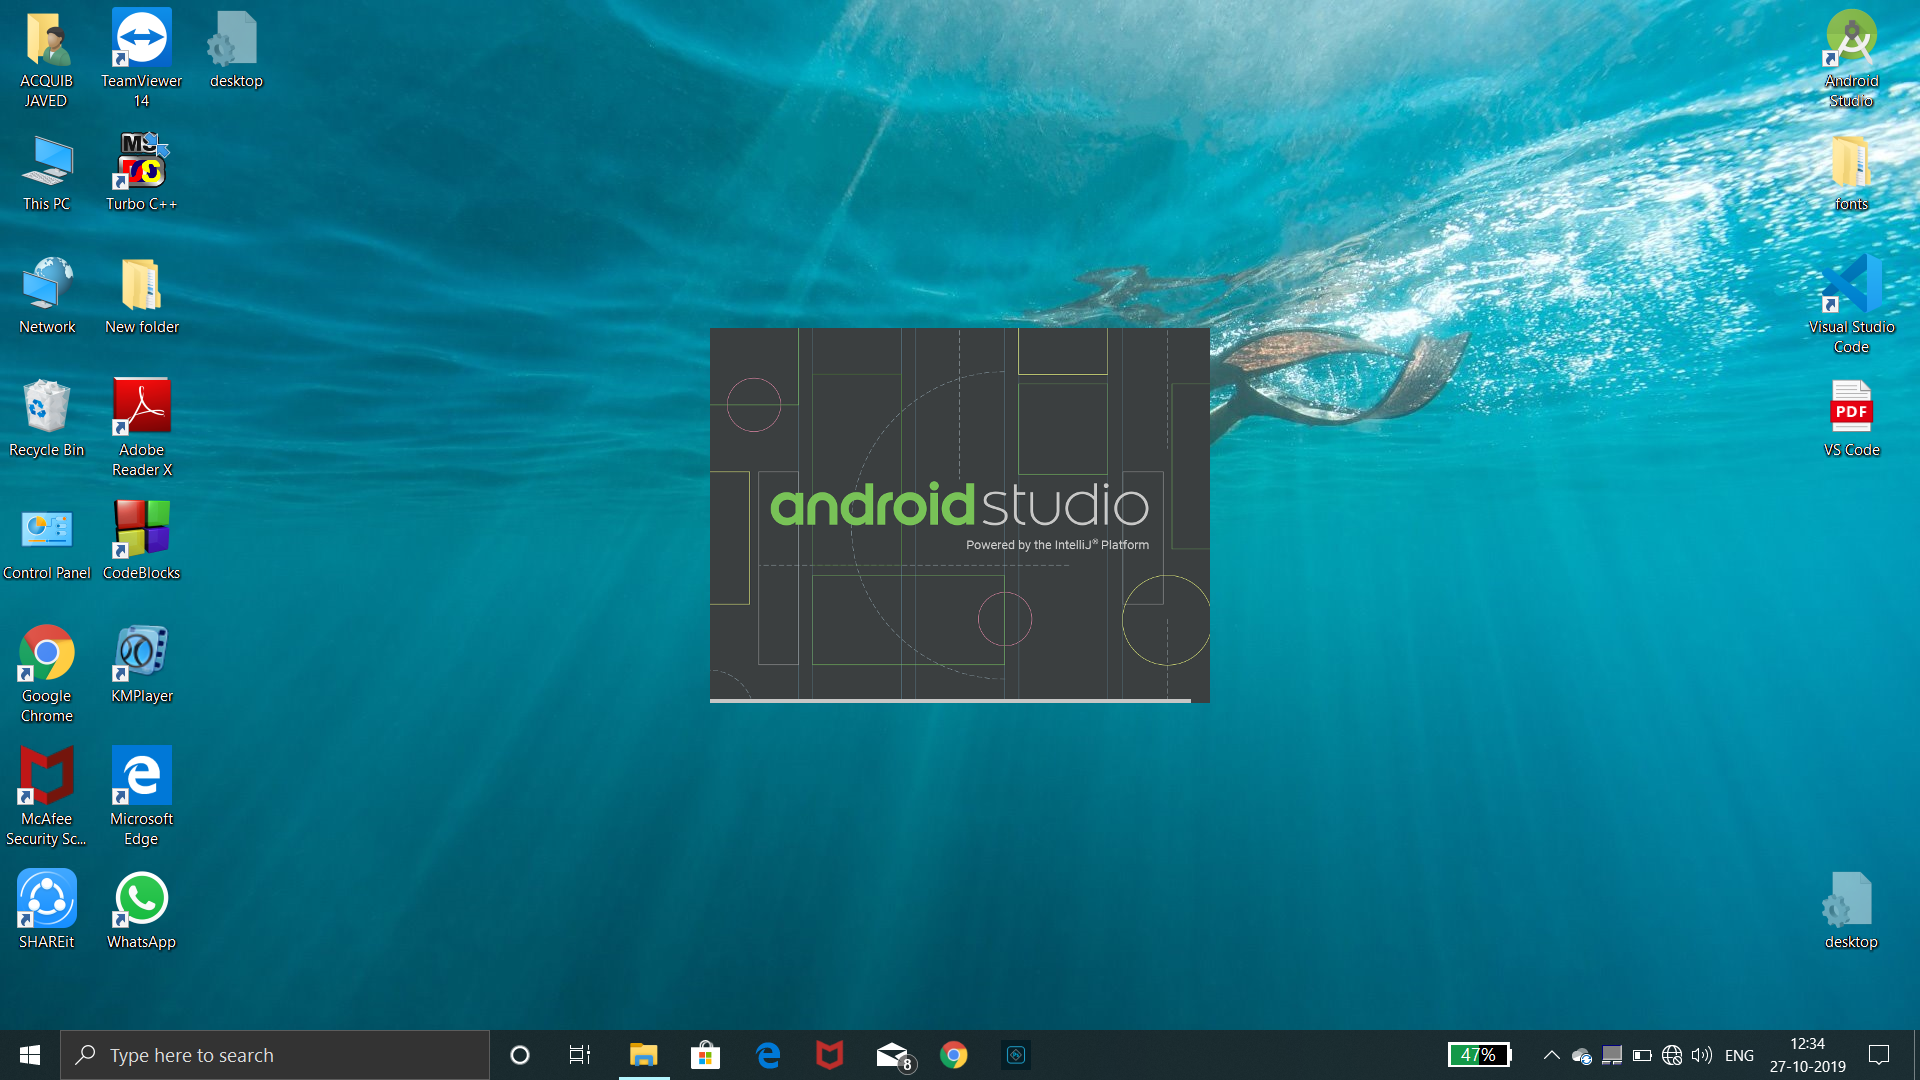 ACQUIB
JAVED
TeamViewer
14
desktop
Android
Studio
This PC
MS
Turbo C++
fonts
Network
New folder
Visual Studio
Code
Recycle Bin
Adobe
Reader X
PDF
VS Code
androidstudio
Powered by the IntelliJ® Platform
Control Panel
CodeBlocks
Google
Chrome
KMPlayer
McAfee
Security Sc...
Microsoft
Edge
SHAREit
WhatsApp
desktop
Type here to search
8
47%
ENG
12:34
27-10-2019